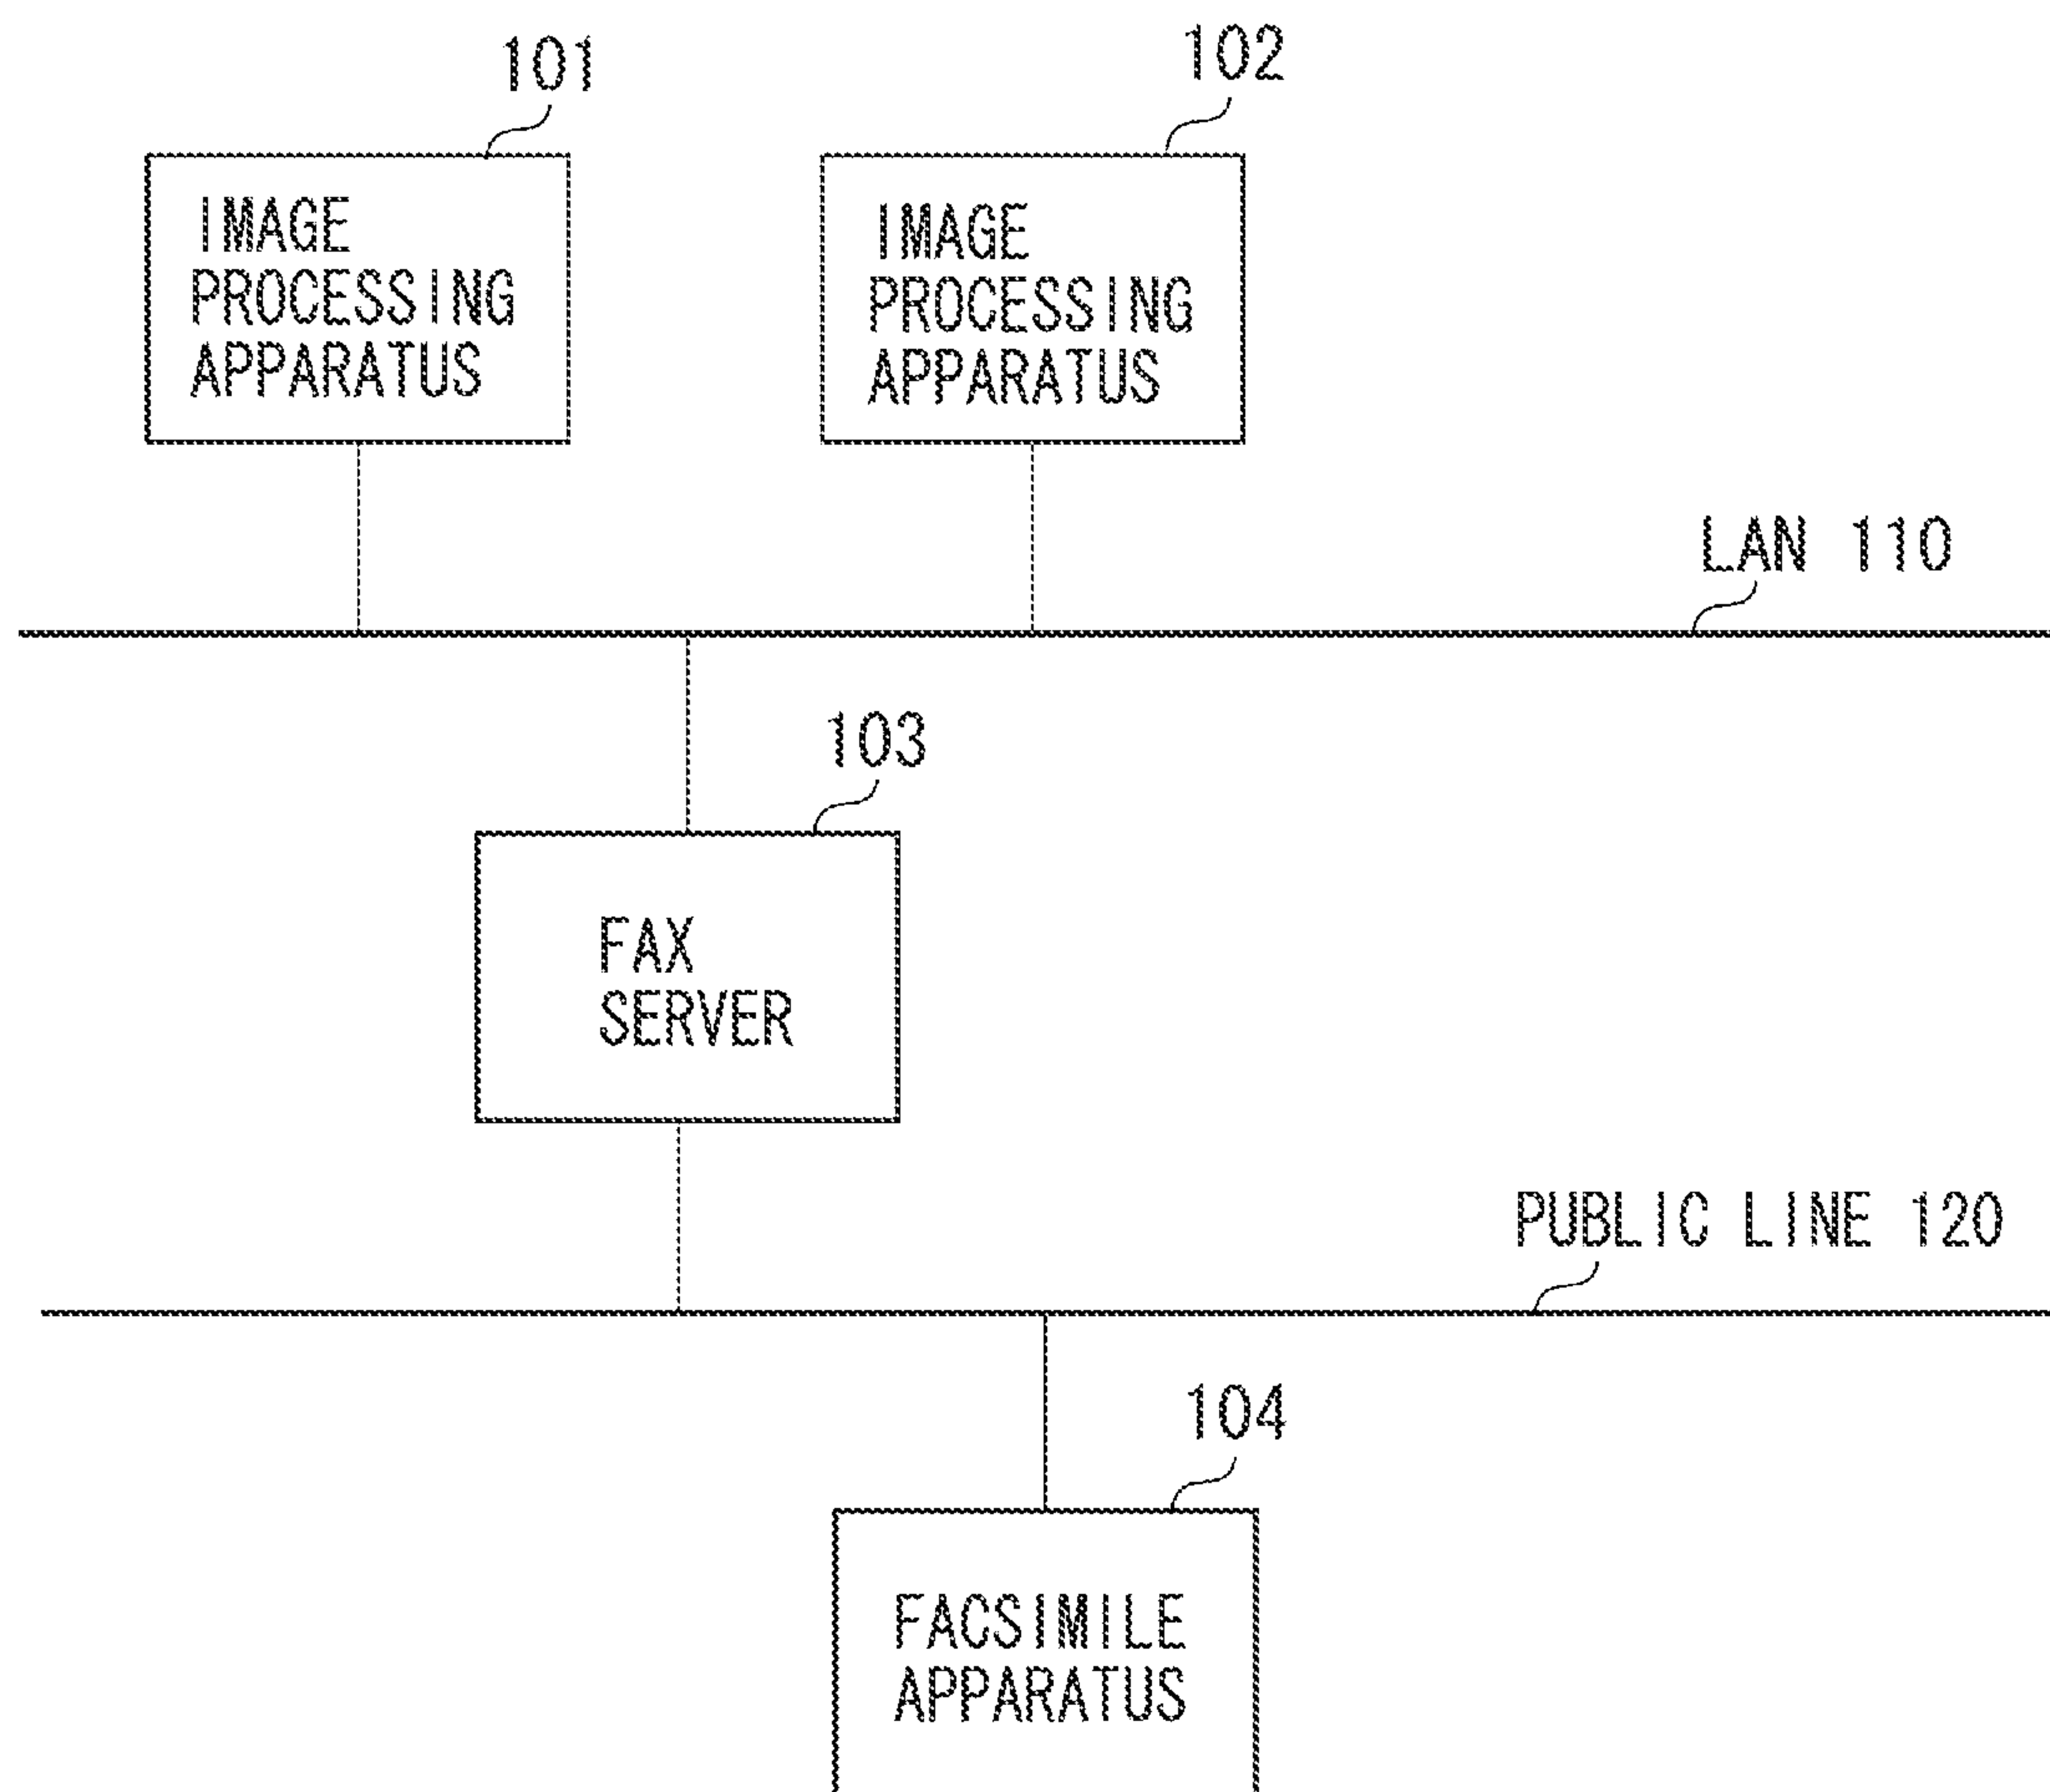 101
102
IMAGE
PROCESSING
APPARATUS
IMAGE
PROCESSING
APPARATUS
LAN 110
103
FAX
SERVER
PUBLIC LINE 120
104
FACSIMILE
APPARATUS